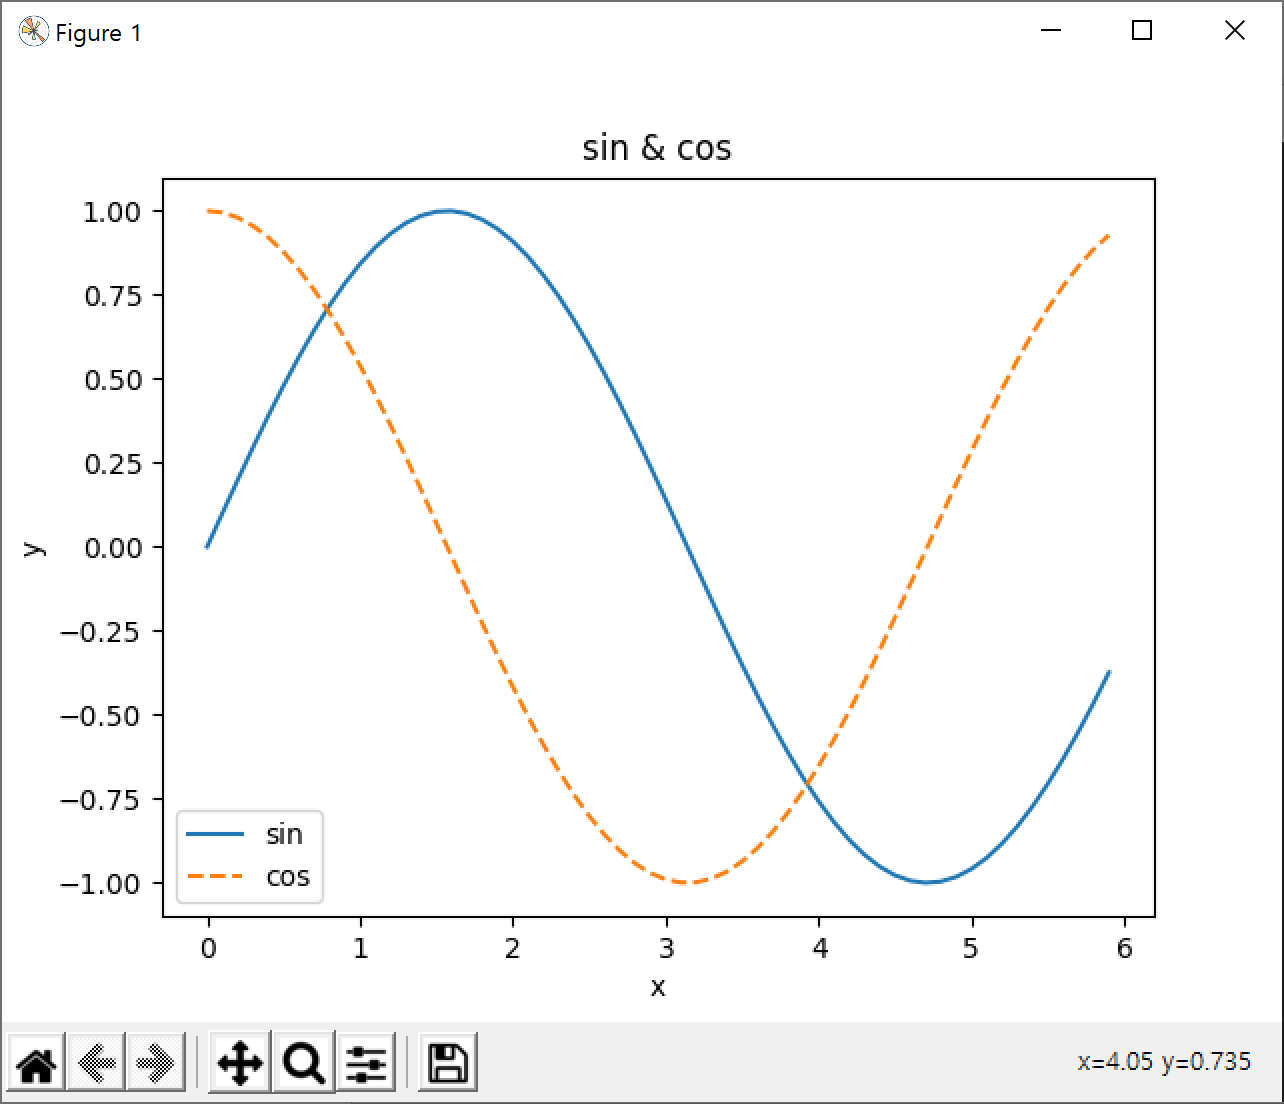 Figure 1
sin & cos
1.00
0.75
0.50
0.25
0.00
y
−0.25
−0.50
−0.75
−1.00
sin
cos
0 1 2 3 4 5 6
x
x=4.05 y=0.735